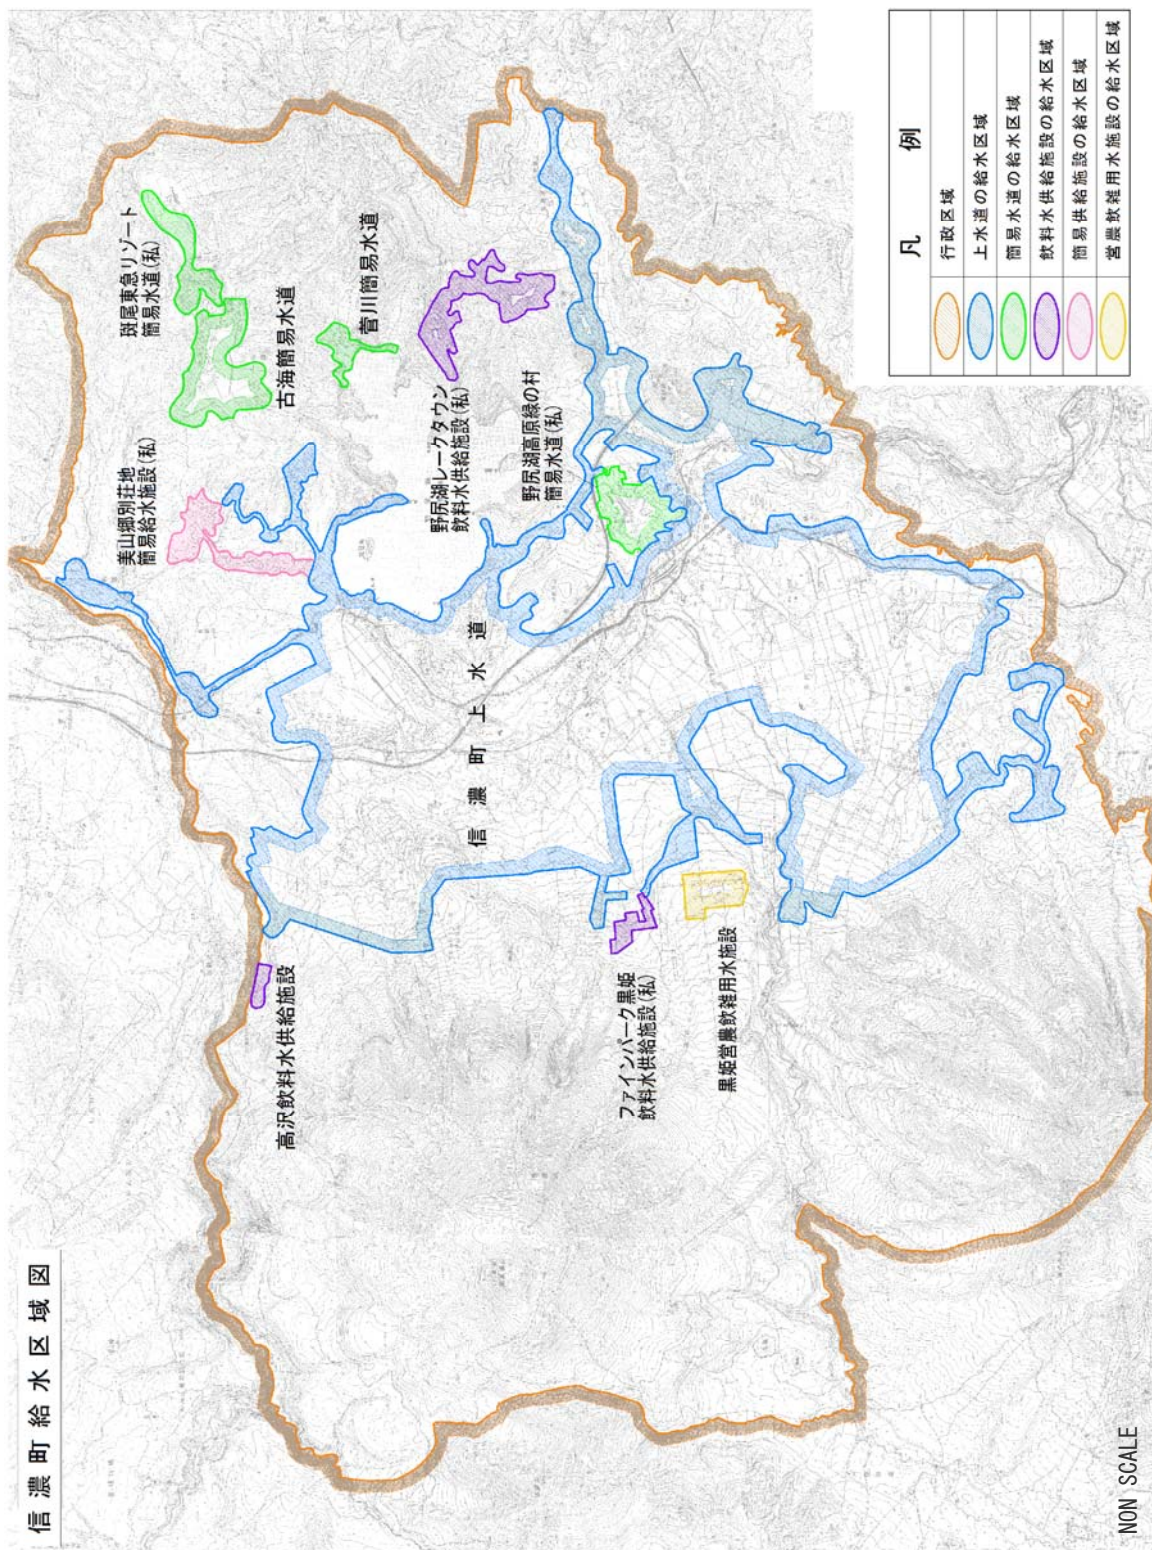 信濃町給水区域図
斑尾東急リゾート
簡易水道(私)
古海簡易水道
菅川簡易水道
美山郷別荘地
簡易給水施設(私)
野尻湖レークタウン
飲料水供給施設(私)
野尻湖高原緑の村
簡易水道(私)
信濃町上水道
高沢飲料水供給施設
ファインパーク黒姫
飲料水供給施設(私)
黒姫営農飲雑用水施設
凡例
行政区域
上水道の給水区域
簡易水道の給水区域
飲料水供給施設の給水区域
簡易供給施設の給水区域
営農飲雑用水施設の給水区域
NON SCALE